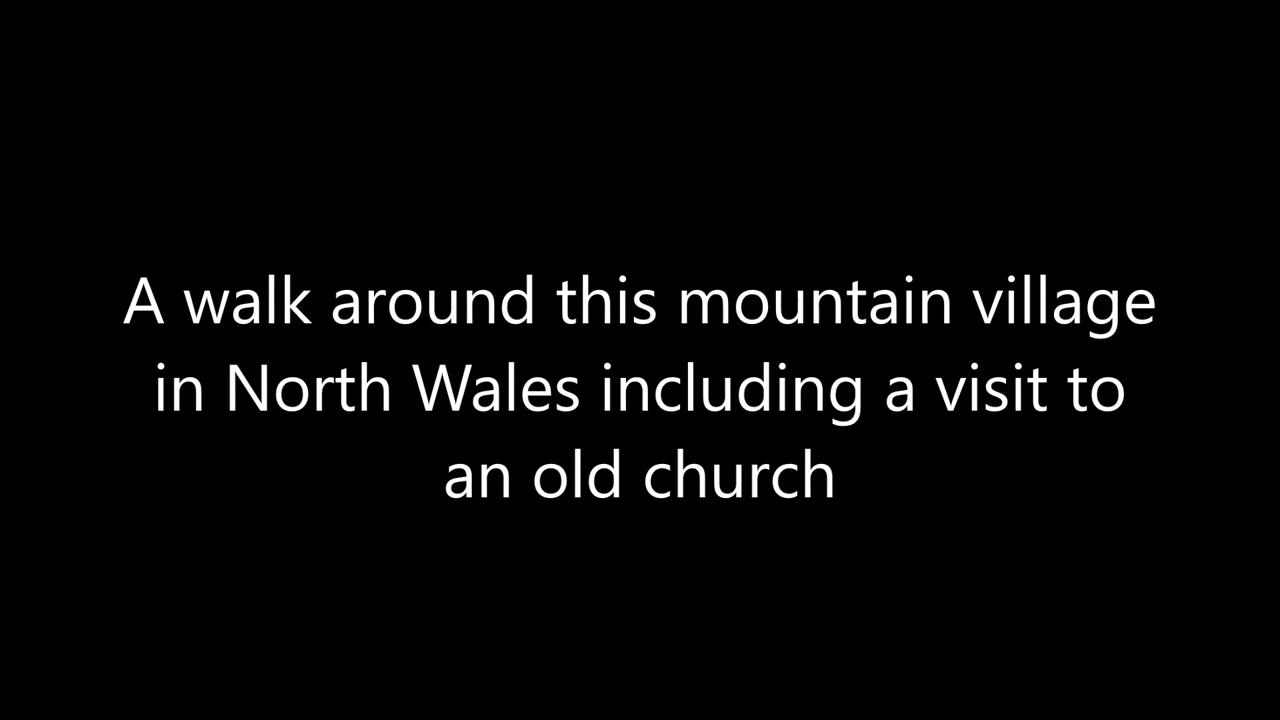 A walk around this mountain village
in North Wales including a visit to
an old church